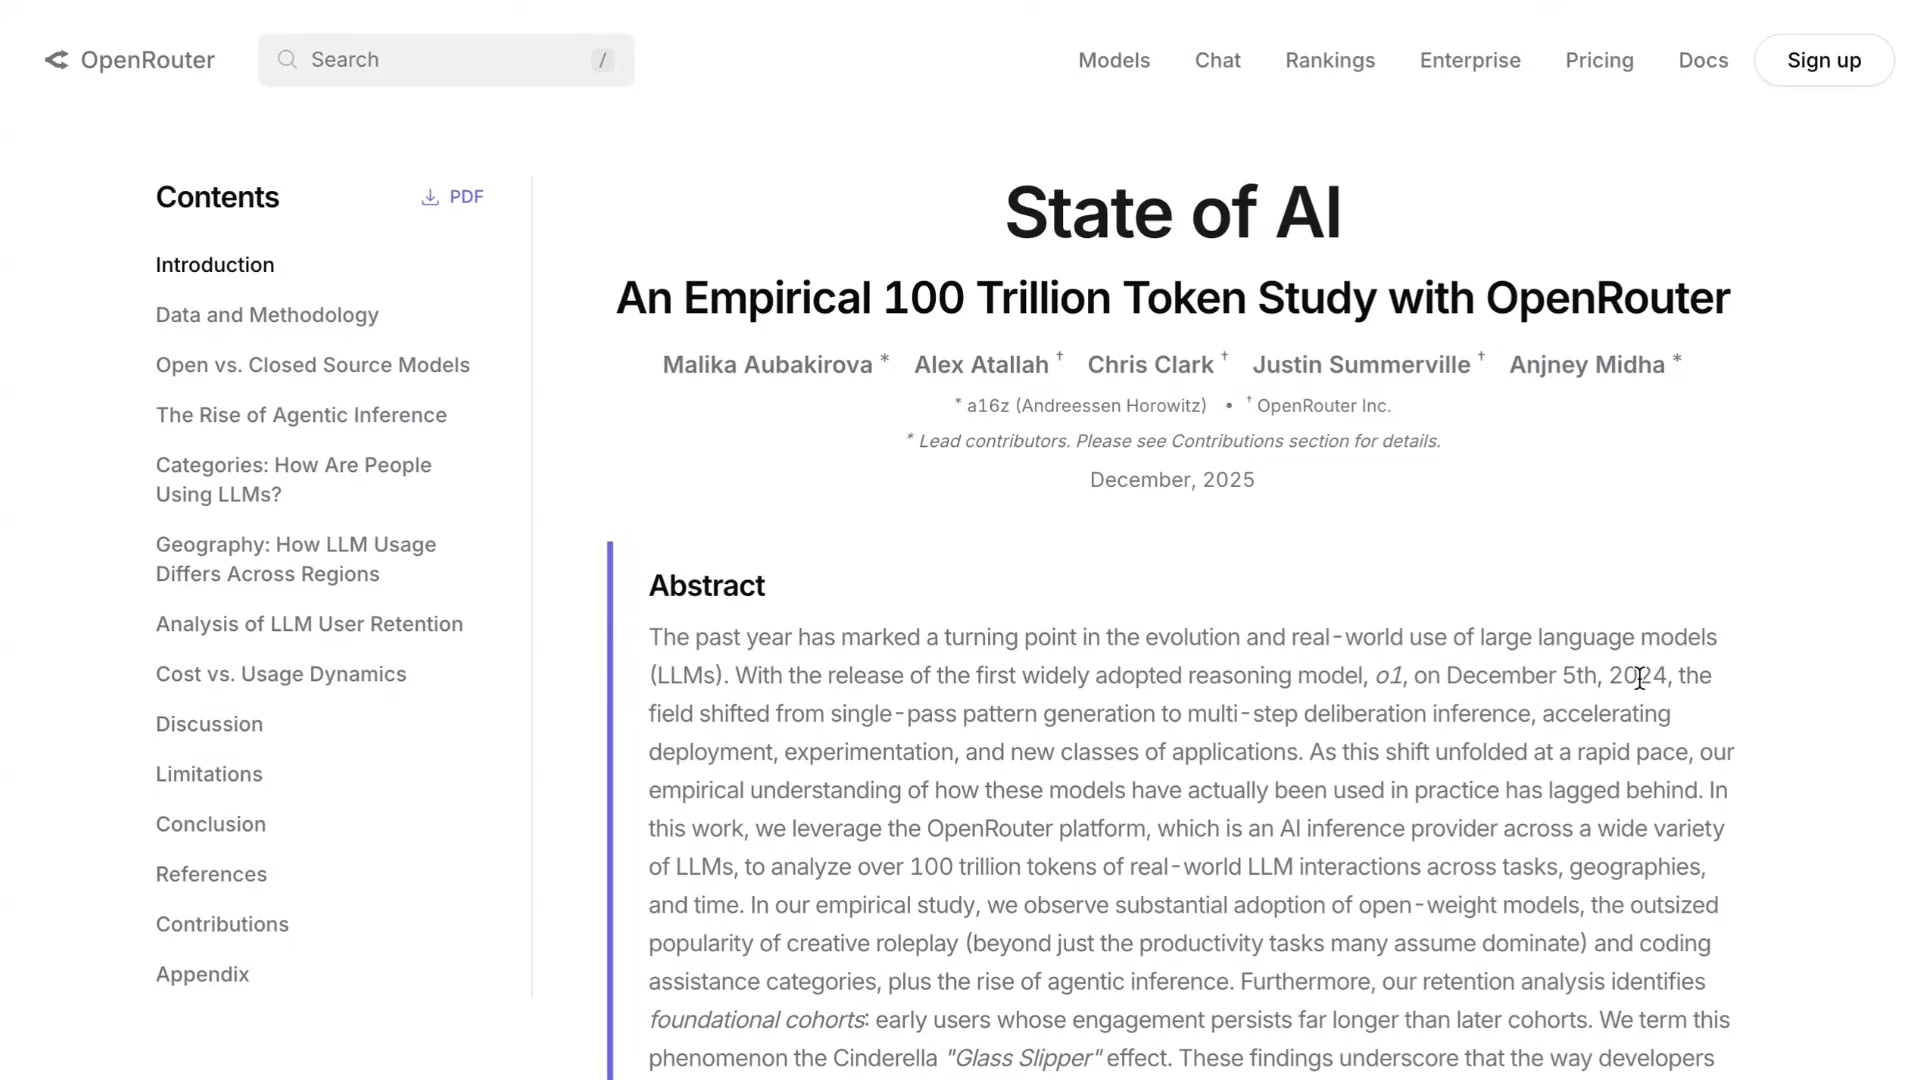 OpenRouter
Search
/
Models
Chat
Rankings
Enterprise
Pricing
Docs
Sign up
Contents
PDF
Introduction
Data and Methodology
Open vs. Closed Source Models
The Rise of Agentic Inference
Categories: How Are People
Using LLMs?
Geography: How LLM Usage
Differs Across Regions
Analysis of LLM User Retention
Cost vs. Usage Dynamics
Discussion
Limitations
Conclusion
References
Contributions
Appendix
State of AI
An Empirical 100 Trillion Token Study with OpenRouter
Malika Aubakirova * Alex Atallah † Chris Clark † Justin Summerville † Anjney Midha *
* a16z (Andreessen Horowitz) • † OpenRouter Inc.
* Lead contributors. Please see Contributions section for details.
December, 2025
Abstract
The past year has marked a turning point in the evolution and real-world use of large language models
(LLMs). With the release of the first widely adopted reasoning model, o1, on December 5th, 2024, the
field shifted from single-pass pattern generation to multi-step deliberation inference, accelerating
deployment, experimentation, and new classes of applications. As this shift unfolded at a rapid pace, our
empirical understanding of how these models have actually been used in practice has lagged behind. In
this work, we leverage the OpenRouter platform, which is an AI inference provider across a wide variety
of LLMs, to analyze over 100 trillion tokens of real-world LLM interactions across tasks, geographies,
and time. In our empirical study, we observe substantial adoption of open-weight models, the outsized
popularity of creative roleplay (beyond just the productivity tasks many assume dominate) and coding
assistance categories, plus the rise of agentic inference. Furthermore, our retention analysis identifies
foundational cohorts: early users whose engagement persists far longer than later cohorts. We term this
phenomenon the Cinderella "Glass Slipper" effect. These findings underscore that the way developers